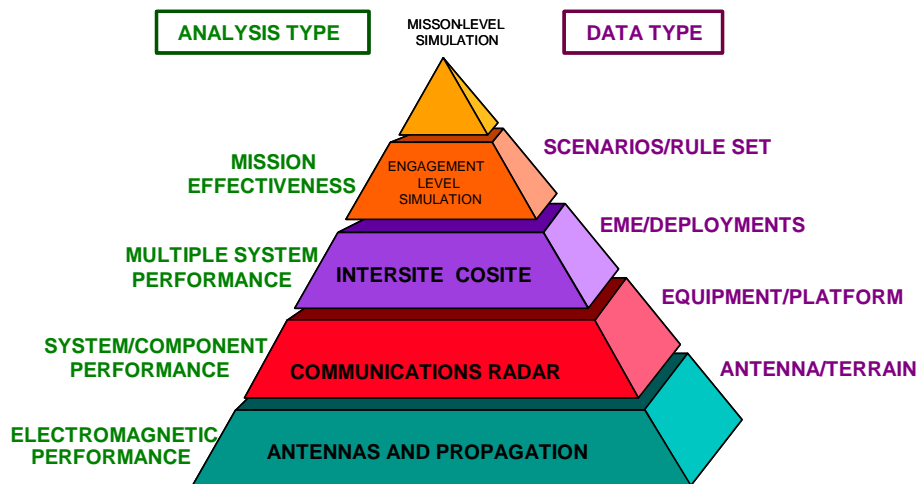 ANALYSIS TYPE
MISSON-LEVEL
SIMULATION
DATA TYPE
MISSION
EFFECTIVENESS
ENGAGEMENT
LEVEL
SIMULATION
SCENARIOS/RULE SET
MULTIPLE SYSTEM
PERFORMANCE
INTERSITE COSITE
EME/DEPLOYMENTS
SYSTEM/COMPONENT
PERFORMANCE
COMMUNICATIONS RADAR
EQUIPMENT/PLATFORM
ELECTROMAGNETIC
PERFORMANCE
ANTENNAS AND PROPAGATION
ANTENNA/TERRAIN